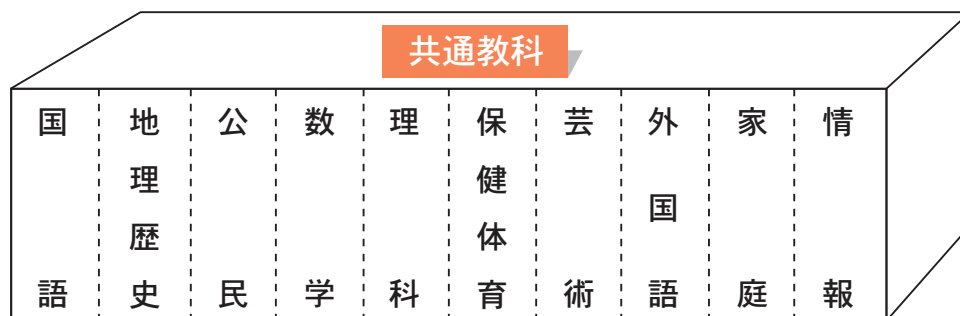 共通教科
国語
地理歴史
公民
数学
理科
保健体育
芸術
外国語
家庭
情報